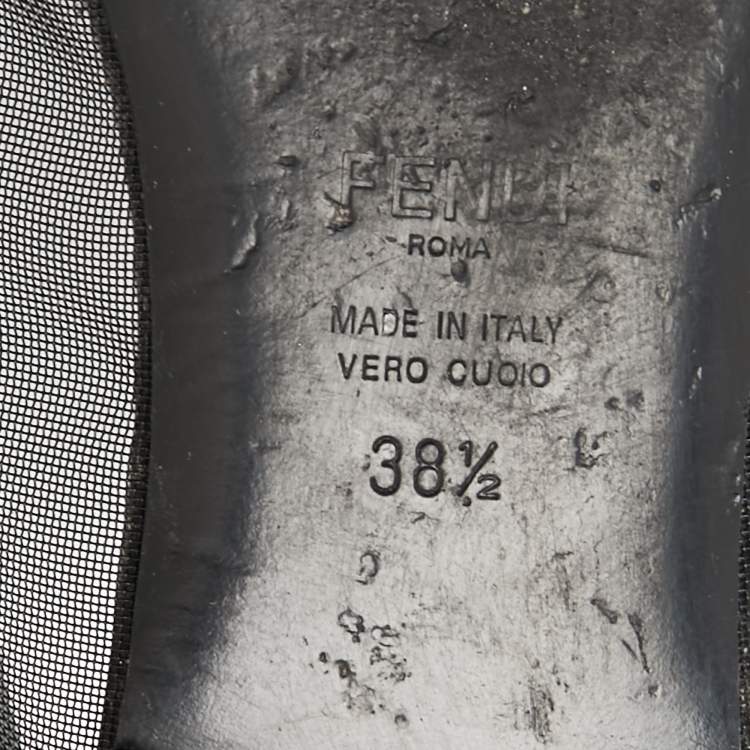 FENDI
ROMA
MADE IN ITALY
VERO CUOIO
38½